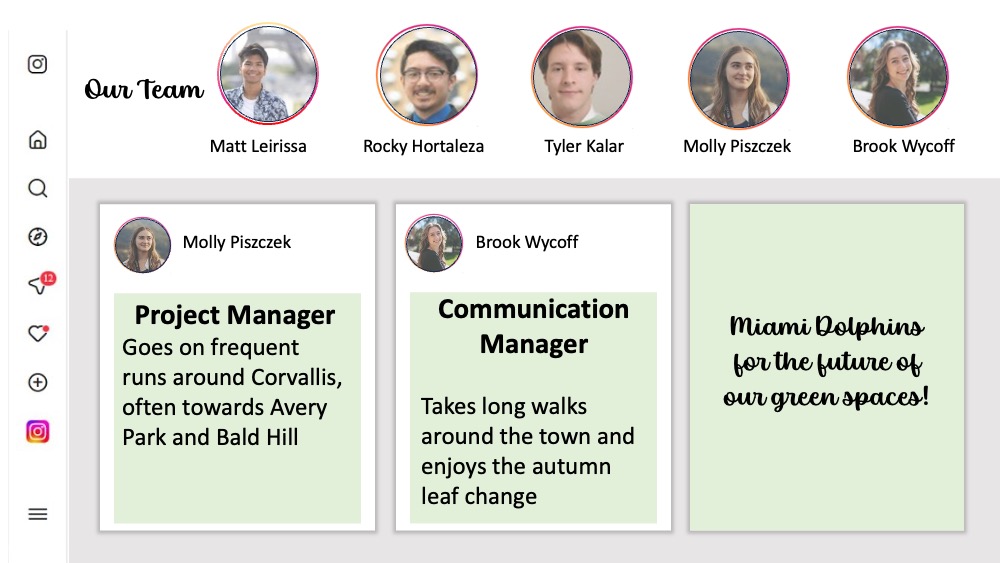 Our Team
Matt Leirissa
Rocky Hortaleza
Tyler Kalar
Molly Piszczek
Brook Wycoff
12
Molly Piszczek
Project Manager
Goes on frequent
runs around Corvallis,
often towards Avery
Park and Bald Hill
Brook Wycoff
Communication
Manager
Takes long walks
around the town and
enjoys the autumn
leaf change
Miami Dolphins
for the future of
our green spaces!